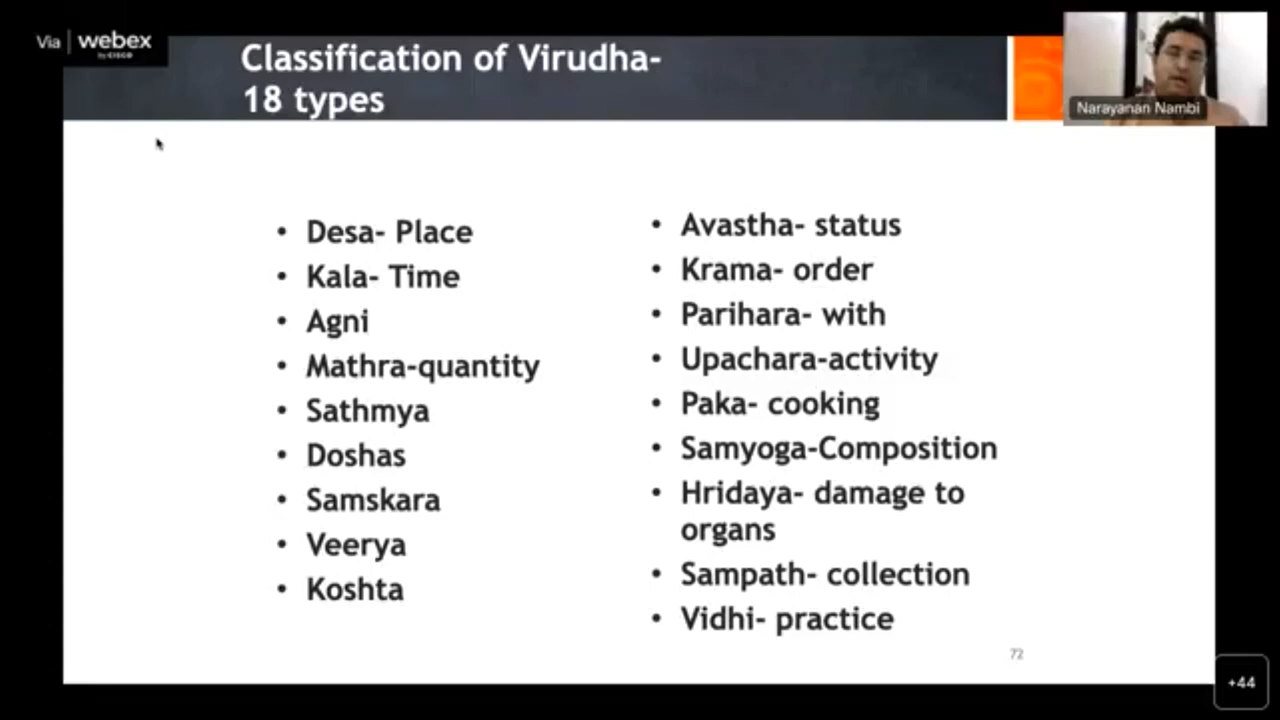 Via webex
by CISCO
Classification of Virudha-
18 types
Narayanan Nambi
• Desa- Place
• Kala- Time
• Agni
• Mathra-quantity
• Sathmya
• Doshas
• Samskara
• Veerya
• Koshta
• Avastha- status
• Krama- order
• Parihara- with
• Upachara-activity
• Paka- cooking
• Samyoga-Composition
• Hridaya- damage to
organs
• Sampath- collection
• Vidhi- practice
72
+44